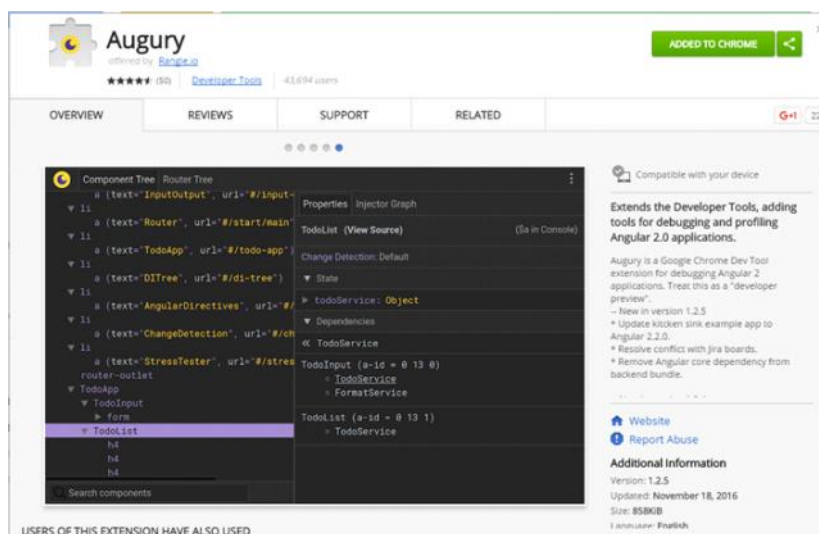 Augury
offered by Rangle.io
(50) Developer Tools 43,694 users
ADDED TO CHROME
OVERVIEW REVIEWS SUPPORT RELATED
G+1
Component Tree Router Tree
a (text="InputOutput", url="#/input-
▼ li
a (text="Router", url="#/start/main"
▼ li
a (text="TodoApp", url="#/todo-app")
▼ li
a (text="DITree", url="#/di-tree")
▼ li
a (text="AngularDirectives", url="#/
▼ li
a (text="ChangeDetection", url="#/ch
▼ li
a (text="StressTester", url="#/stres
router-outlet
▼ TodoApp
▼ TodoInput
▶ form
▼ TodoList
h4
h4
h4
Search components
Properties Injector Graph
TodoList (View Source) ($a in Console)
Change Detection: Default
▼ State
▶ todoService: Object
▼ Dependencies
« TodoService
TodoInput (a-id = 0 13 0)
▫ TodoService
▫ FormatService
TodoList (a-id = 0 13 1)
▫ TodoService
Compatible with your device
Extends the Developer Tools, adding
tools for debugging and profiling
Angular 2.0 applications.
Augury is a Google Chrome Dev Tool
extension for debugging Angular 2
applications. Treat this as a "developer
preview".
-- New in version 1.2.5
* Update kitcken sink example app to
Angular 2.2.0.
* Resolve conflict with Jira boards.
* Remove Angular core dependency from
backend bundle.
Website
Report Abuse
Additional Information
Version: 1.2.5
Updated: November 18, 2016
Size: 858KiB
Language: English
USERS OF THIS EXTENSION HAVE ALSO USED